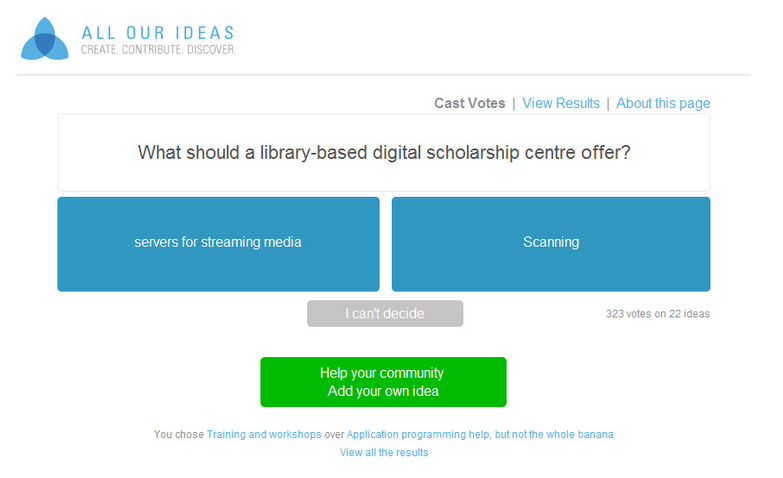 ALL OUR IDEAS
CREATE. CONTRIBUTE. DISCOVER.
Cast Votes | View Results | About this page
What should a library-based digital scholarship centre offer?
servers for streaming media
Scanning
I can't decide
323 votes on 22 ideas
Help your community
Add your own idea
You chose Training and workshops over Application programming help, but not the whole banana
View all the results